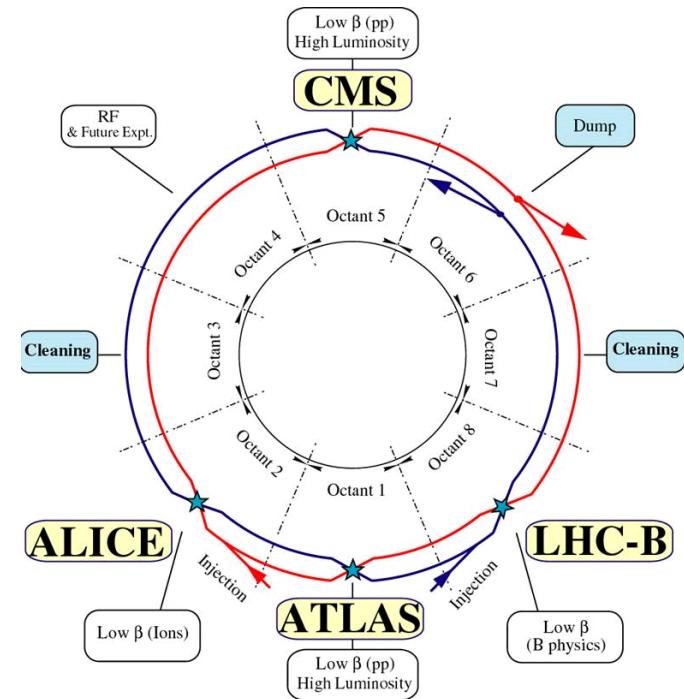 Low β (pp)
High Luminosity
CMS
RF
& Future Expt.
Dump
Octant 5
Octant 4
Octant 6
Octant 3
Octant 7
Cleaning
Cleaning
Octant 2
Octant 8
Octant 1
ALICE
LHC-B
Injection
Injection
ATLAS
Low β (Ions)
Low β
(B physics)
Low β (pp)
High Luminosity